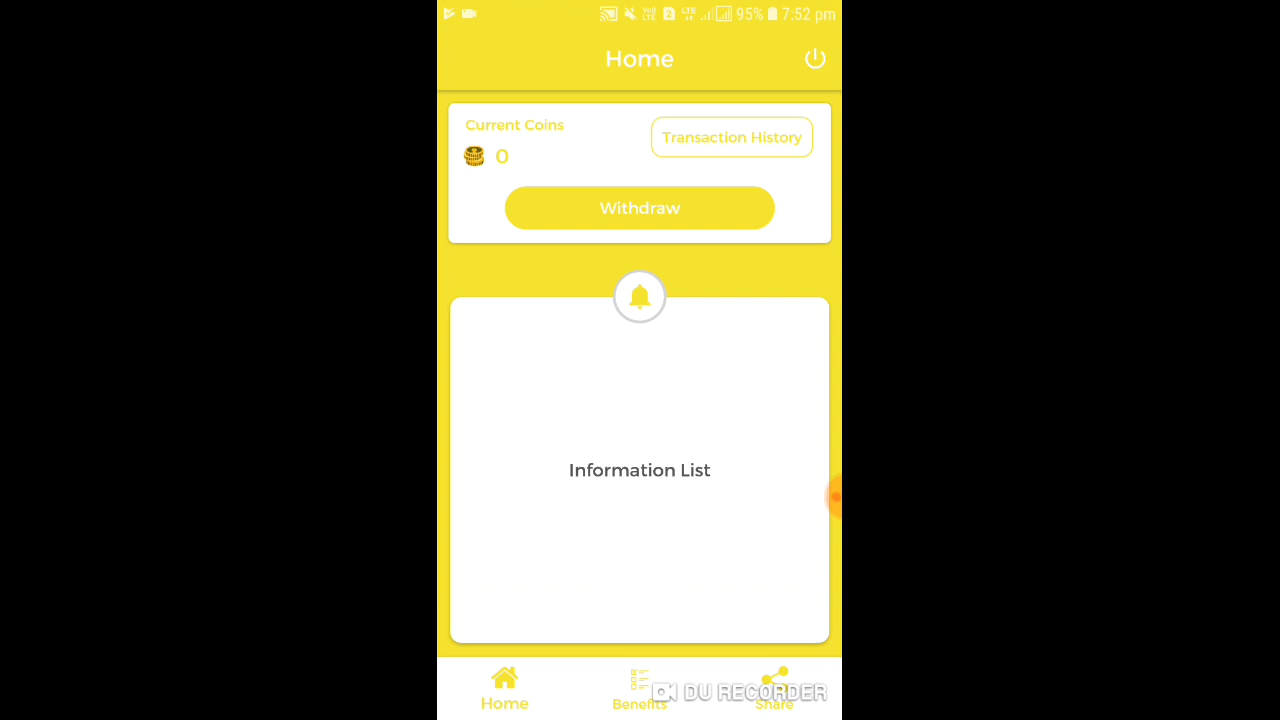 95% 7:52 pm
Home
Current Coins
Transaction History
0
Withdraw
Information List
Home
Benefits
Share
DU RECORDER